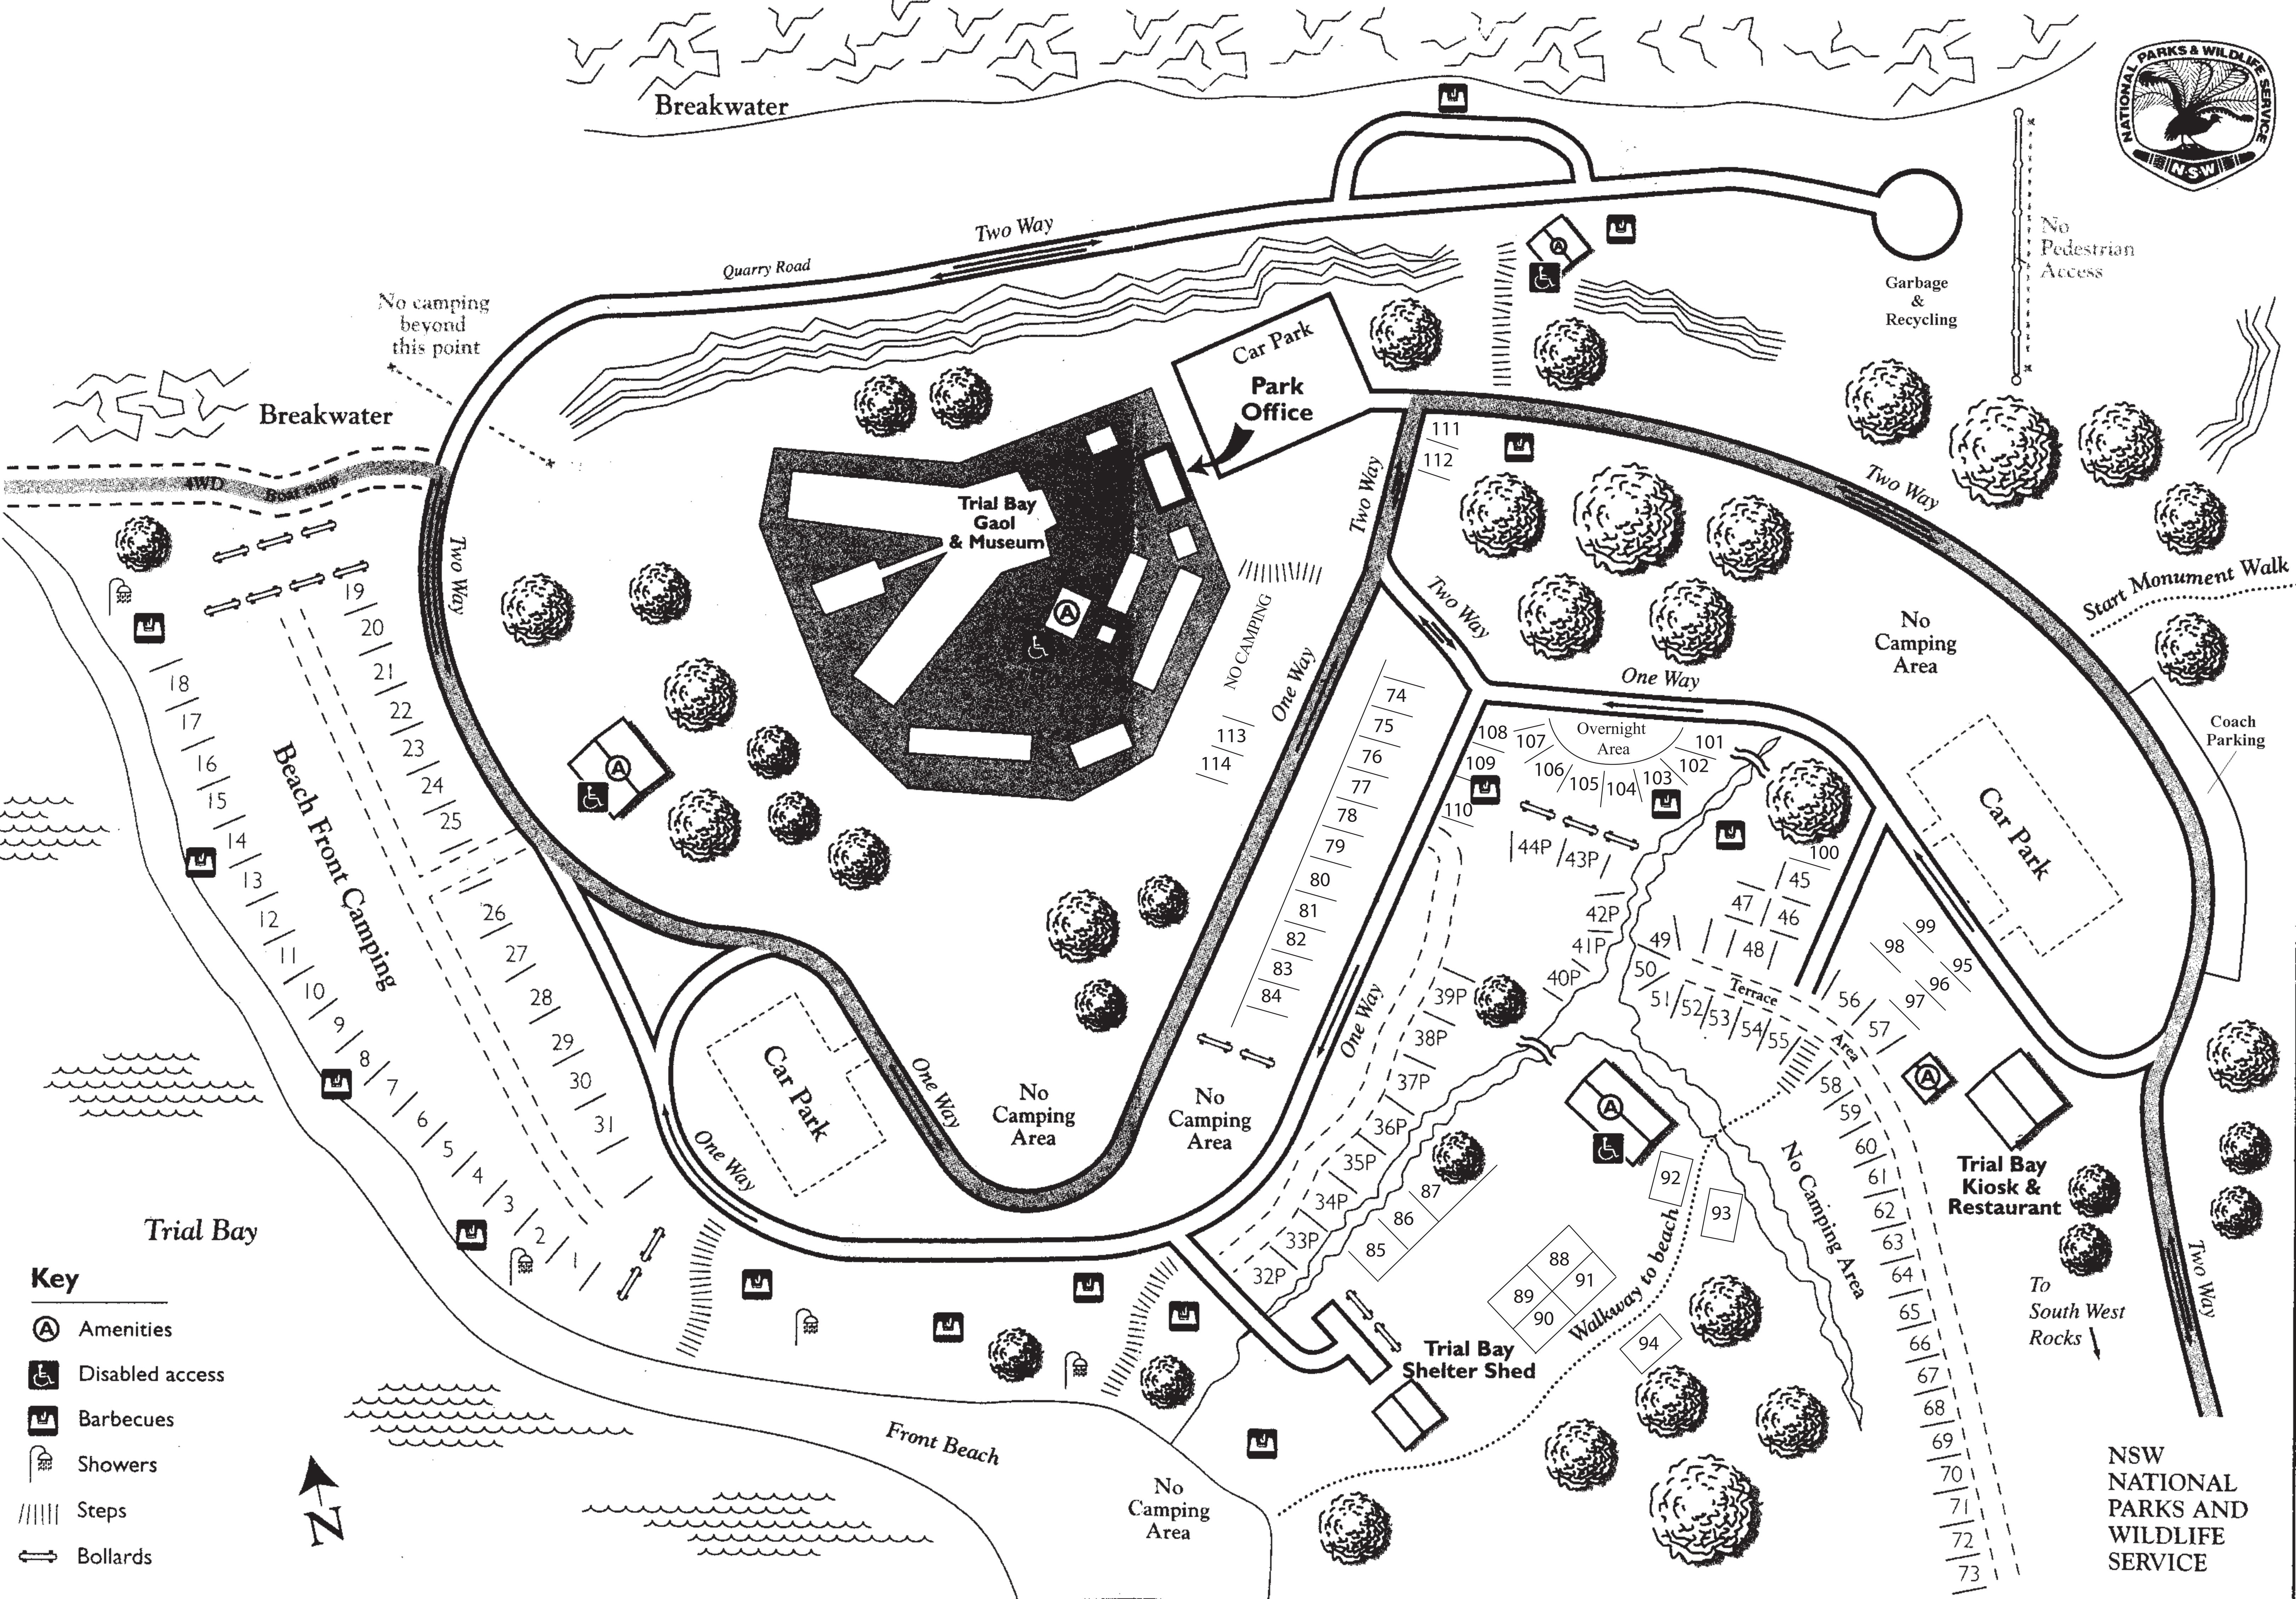 Breakwater
NATIONAL PARKS & WILDLIFE SERVICE
N·S·W
Two Way
Quarry Road
No
Pedestrian
Access
Garbage
&
Recycling
No camping
beyond
this point
Car Park
Park
Office
Breakwater
4WD
Boat ramp
Two Way
Trial Bay
Gaol
& Museum
A
NO CAMPING
Two Way
One Way
111
112
Two Way
Two Way
Start Monument Walk
No
Camping
Area
One Way
Coach
Parking
Car Park
Overnight
Area
19
20
21
22
23
24
25
26
27
28
29
30
31
18
17
16
15
14
13
12
11
10
9
8
7
6
5
4
3
2
1
Beach Front Camping
A
113
114
74
75
76
77
78
79
80
81
82
83
84
108
107
106
105
104
103
102
101
109
110
44P
43P
42P
41P
40P
39P
38P
37P
36P
35P
34P
33P
32P
100
45
46
47
48
49
50
51
52
53
54
55
Terrace
Area
56
57
58
59
60
61
62
63
64
65
66
67
68
69
70
71
72
73
99
98
95
96
97
One Way
Car Park
One Way
One Way
No
Camping
Area
No
Camping
Area
A
A
A
87
86
85
88
89
90
91
92
93
94
Walkway to beach
No Camping Area
Trial Bay
Kiosk &
Restaurant
Trial Bay
Shelter Shed
To
South West
Rocks
Two Way
Trial Bay
Front Beach
No
Camping
Area
Key
A Amenities
Disabled access
Barbecues
Showers
Steps
Bollards
N
NSW
NATIONAL
PARKS AND
WILDLIFE
SERVICE